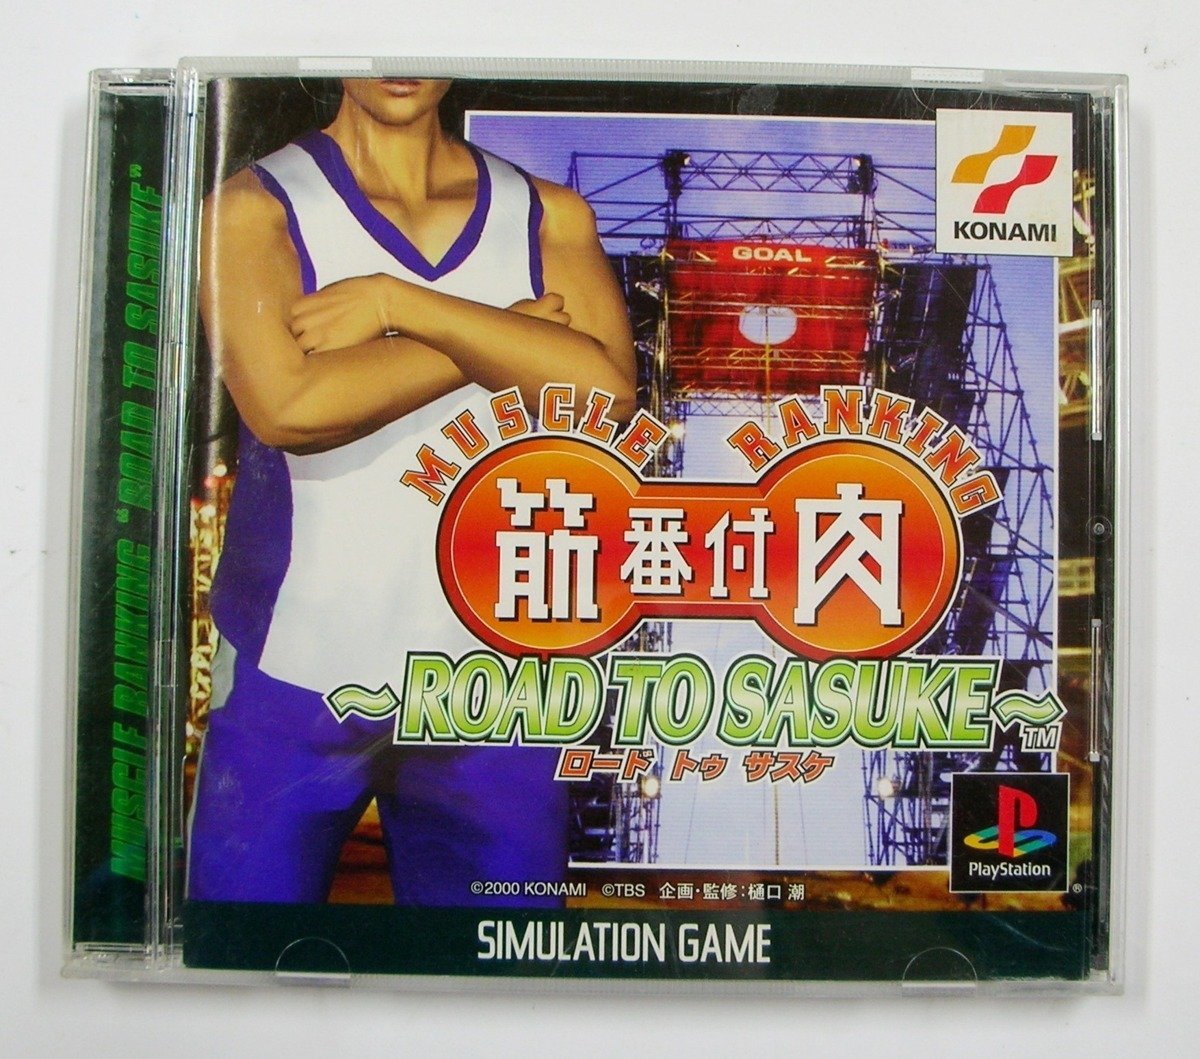 MUSCLE RANKING "ROAD TO SASUKE"
KONAMI
GOAL
MUSCLE RANKING
筋番付肉
~ROAD TO SASUKE~™
ロード トゥ サスケ
PlayStation®
©2000 KONAMI ©TBS 企画・監修:樋口 潮
SIMULATION GAME